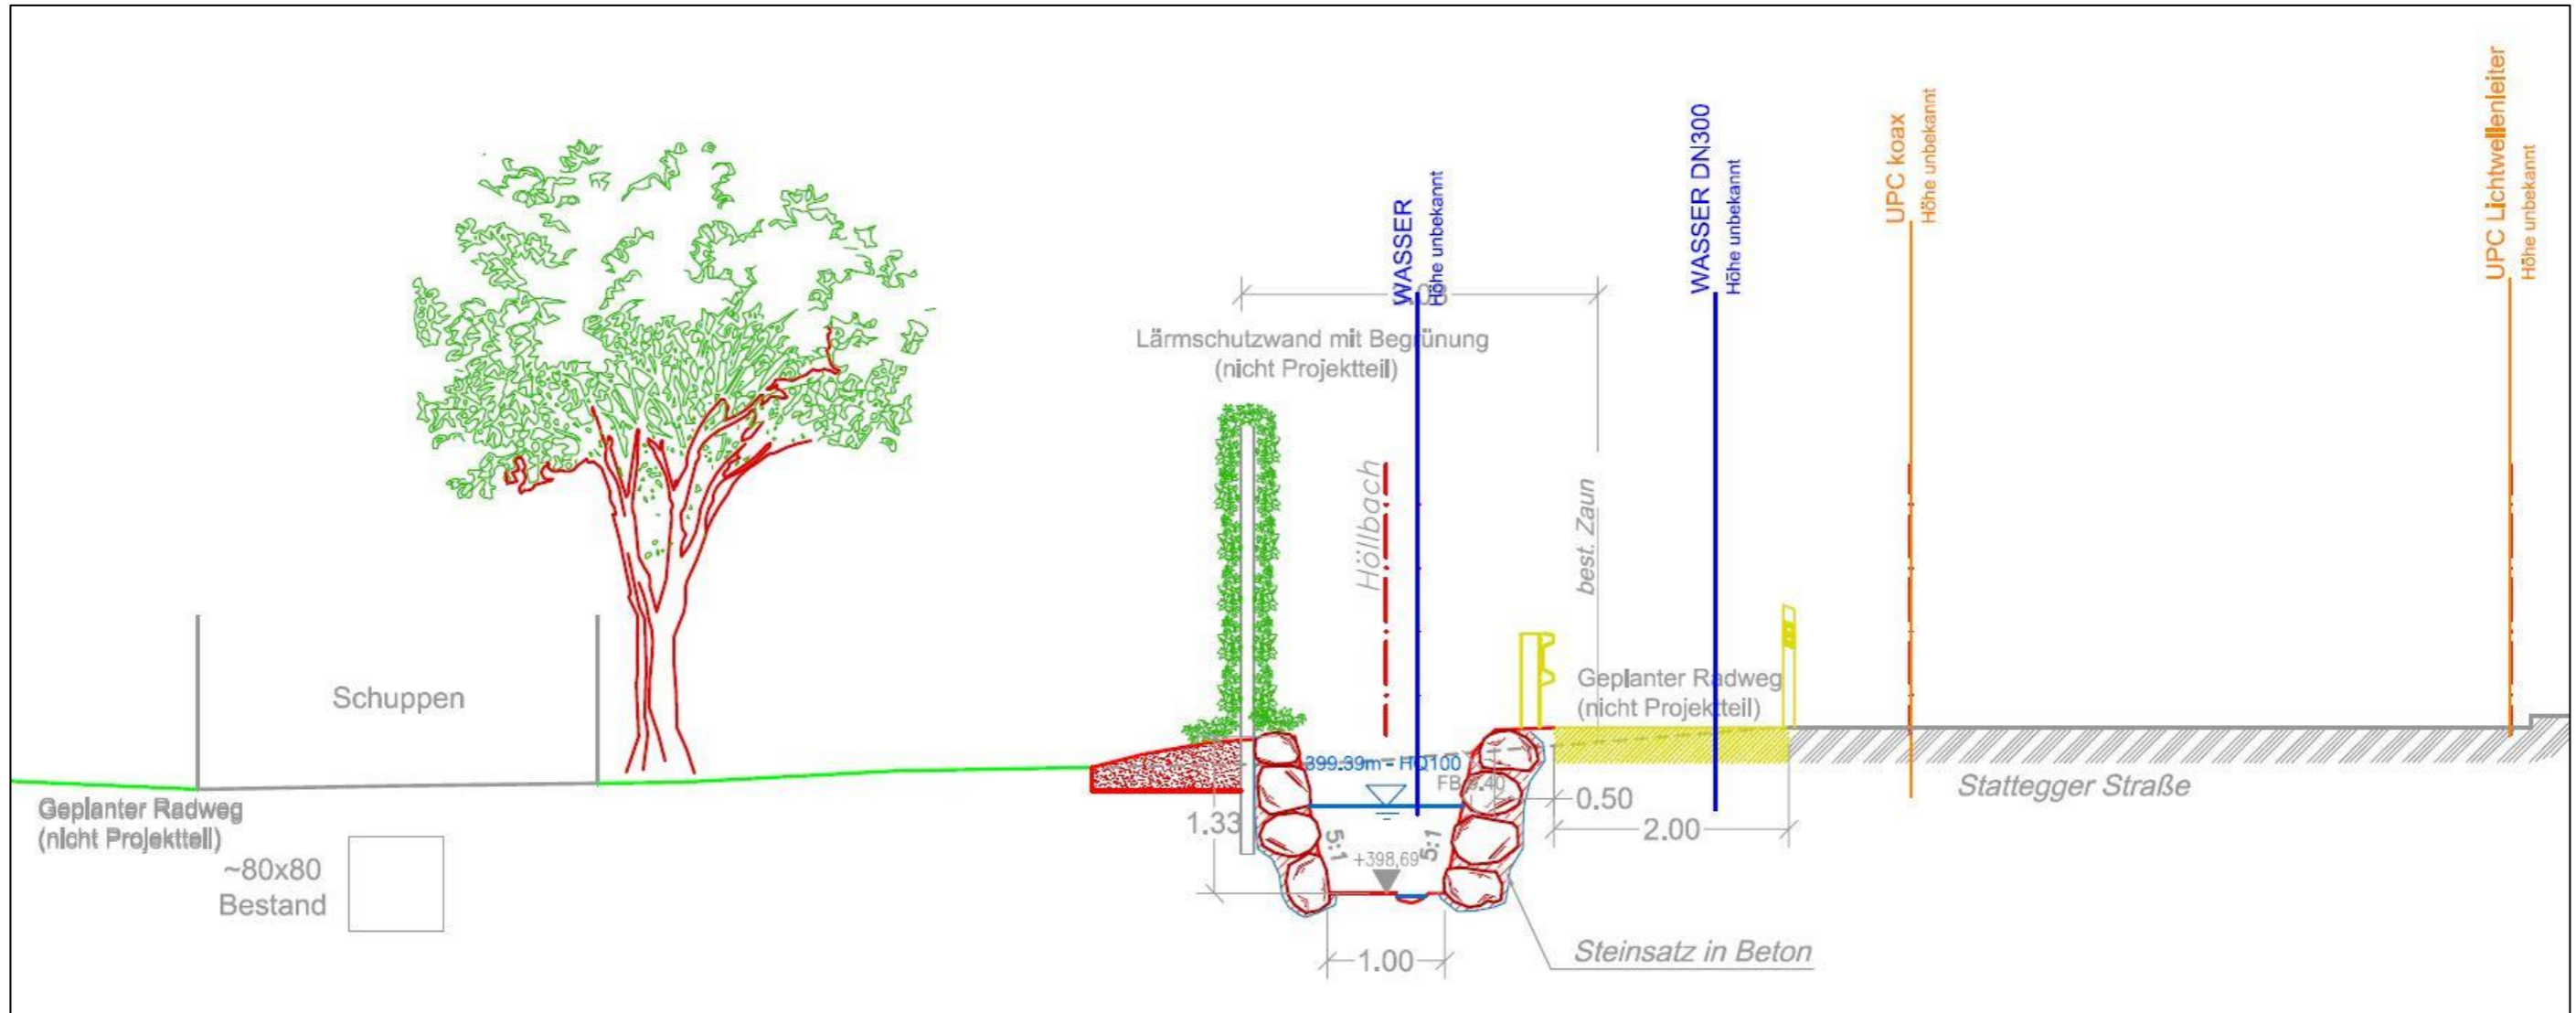 UPC Lichtwellenleiter
Höhe unbekannt
UPC koax
Höhe unbekannt
WASSER DN300
Höhe unbekannt
WASSER
Höhe unbekannt
Lärmschutzwand mit Begrünung
(nicht Projektteil)
Höllbach
best. Zaun
Schuppen
Geplanter Radweg
(nicht Projektteil)
399.39m - HQ100
FB
Stattegger Straße
0.50
2.00
1.33
5:1
5:1
+398,69
Geplanter Radweg
(nicht Projektteil)
~80x80
Bestand
Steinsatz in Beton
1.00